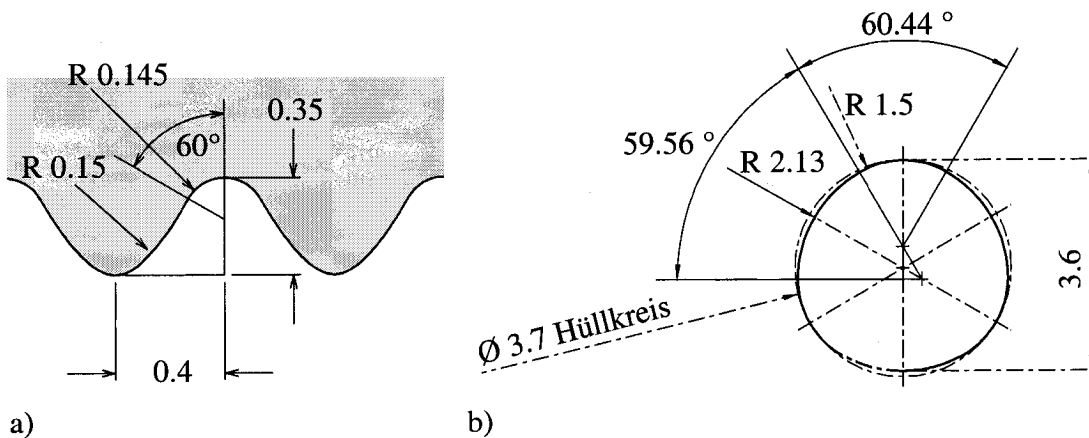 R 0.145
60°
0.35
R 0.15
0.4
a)
60.44 °
R 1.5
59.56 °
R 2.13
3.6
Ø 3.7 Hüllkreis
b)